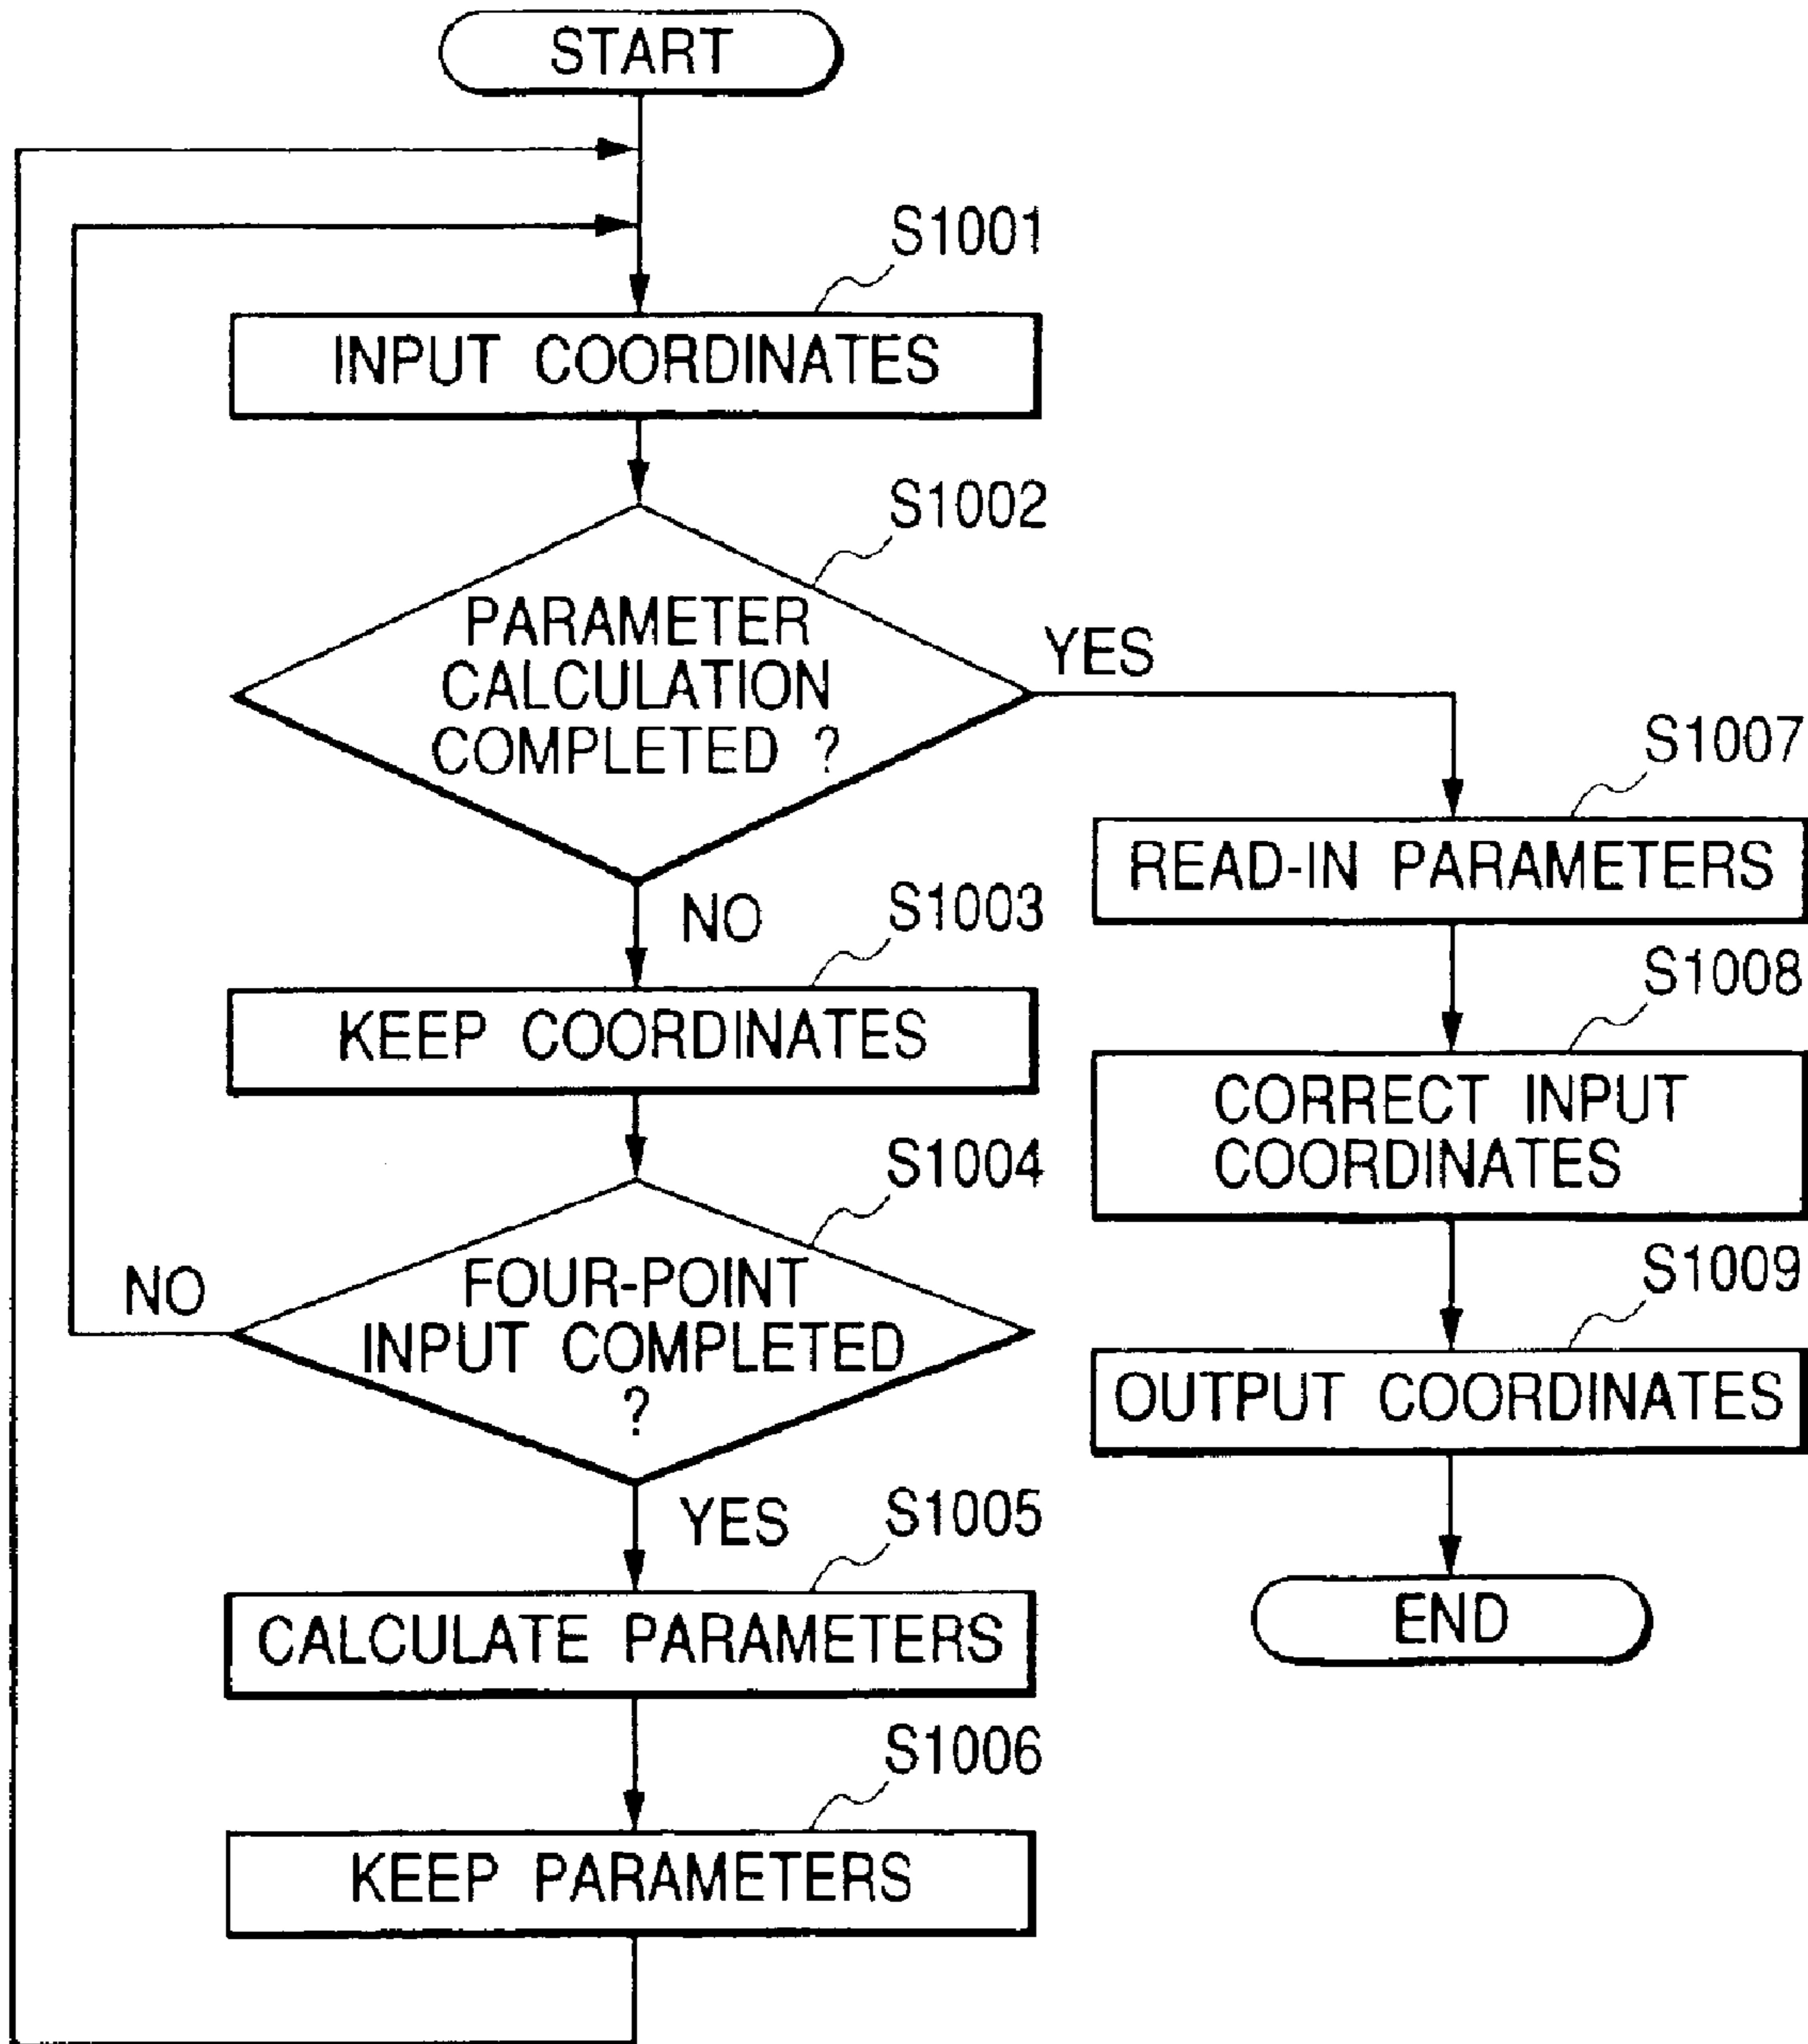 START
S1001
INPUT COORDINATES
S1002
PARAMETER
CALCULATION
COMPLETED ?
YES
NO
S1003
KEEP COORDINATES
S1004
FOUR-POINT
INPUT COMPLETED
?
NO
YES
S1005
CALCULATE PARAMETERS
S1006
KEEP PARAMETERS
S1007
READ-IN PARAMETERS
S1008
CORRECT INPUT
COORDINATES
S1009
OUTPUT COORDINATES
END